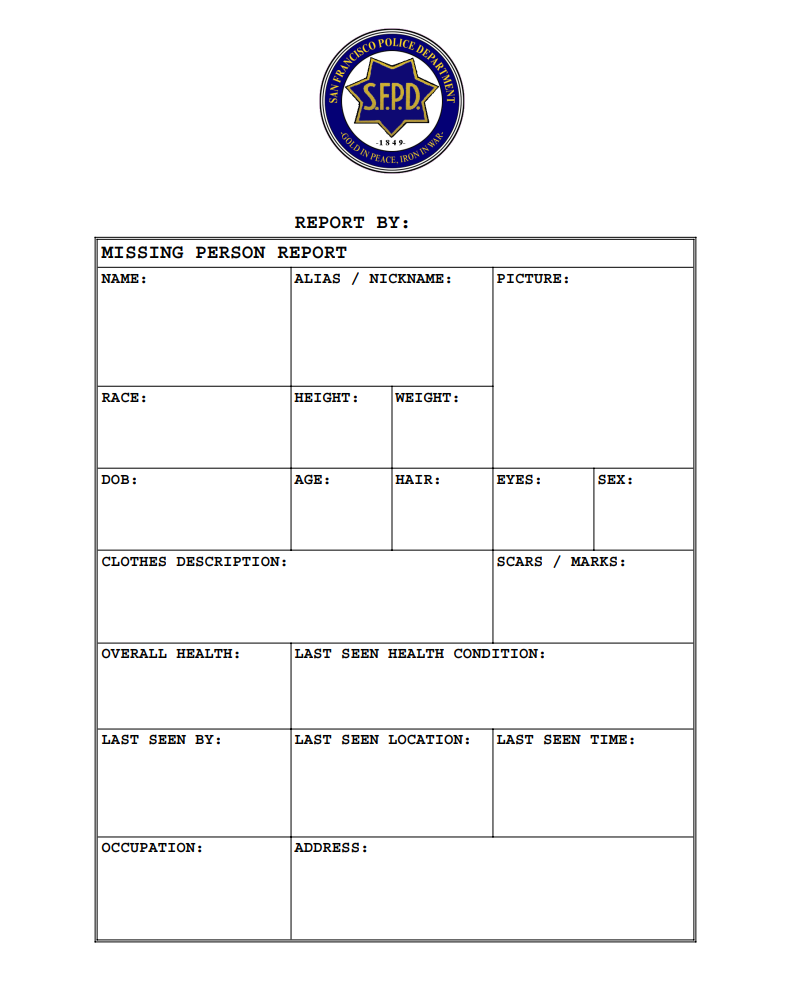 SAN FRANCISCO POLICE DEPARTMENT
S.F.P.D.
-1849-
-GOLD IN PEACE, IRON IN WAR-
REPORT BY:
MISSING PERSON REPORT
NAME: ALIAS / NICKNAME: PICTURE:
RACE: HEIGHT: WEIGHT:
DOB: AGE: HAIR: EYES: SEX:
CLOTHES DESCRIPTION: SCARS / MARKS:
OVERALL HEALTH: LAST SEEN HEALTH CONDITION:
LAST SEEN BY: LAST SEEN LOCATION: LAST SEEN TIME:
OCCUPATION: ADDRESS: